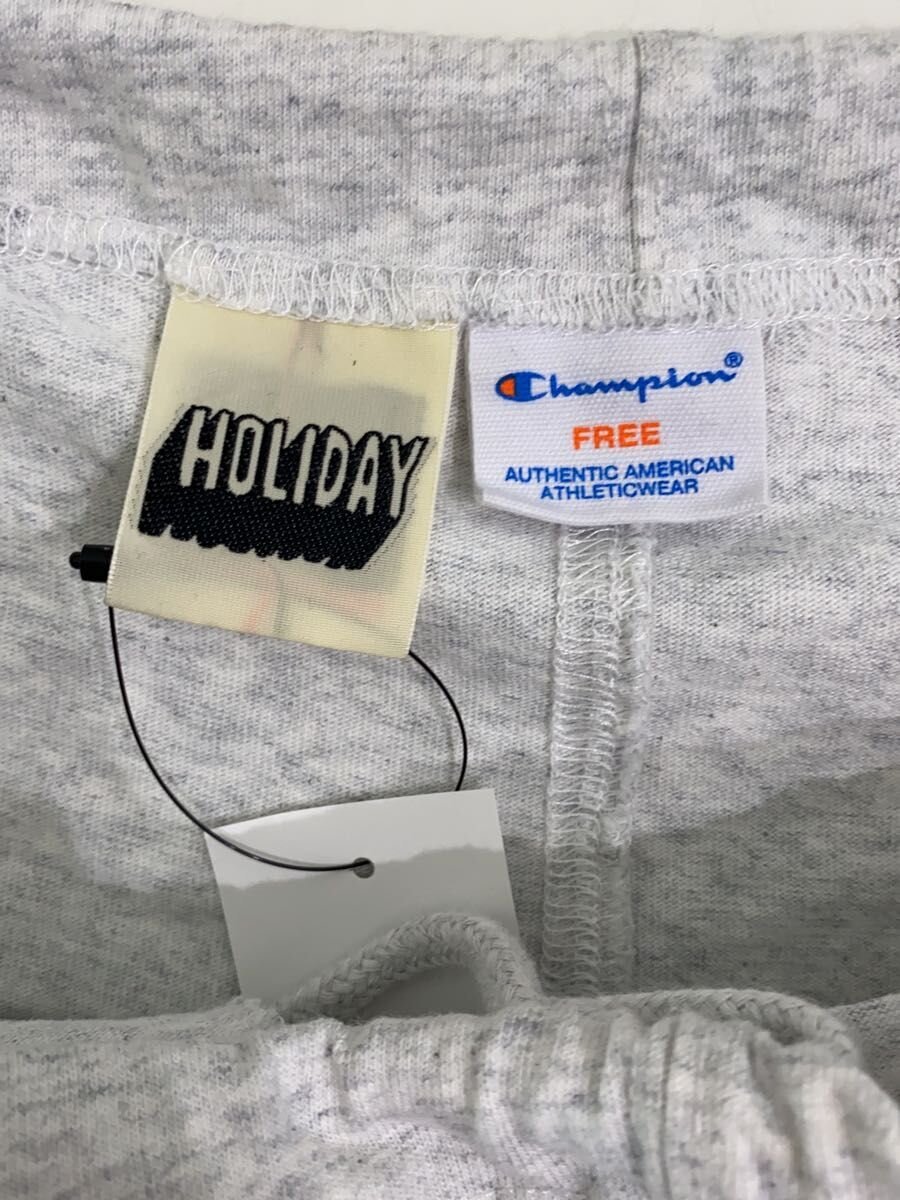 HOLIDAY
Champion®
FREE
AUTHENTIC AMERICAN
ATHLETICWEAR